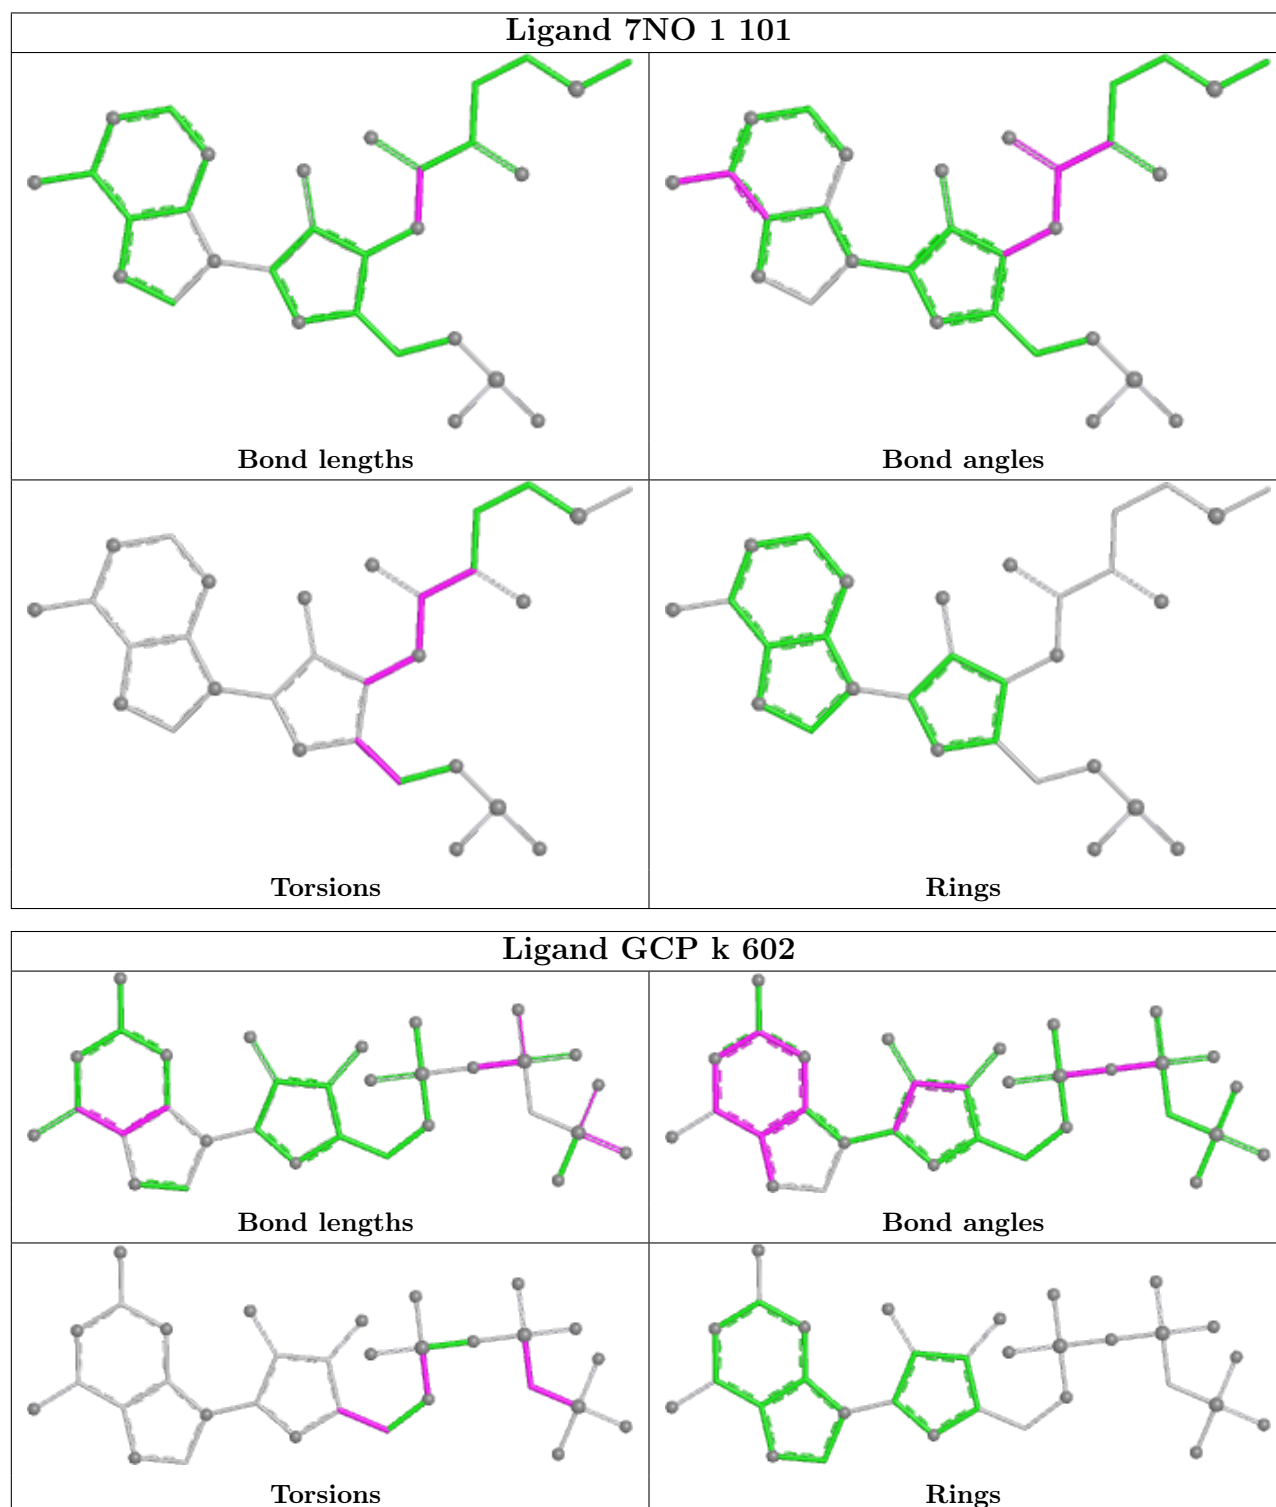 Ligand 7NO 1 101
Bond lengths
Bond angles
Torsions
Rings
Ligand GCP k 602
Bond lengths
Bond angles
Torsions
Rings